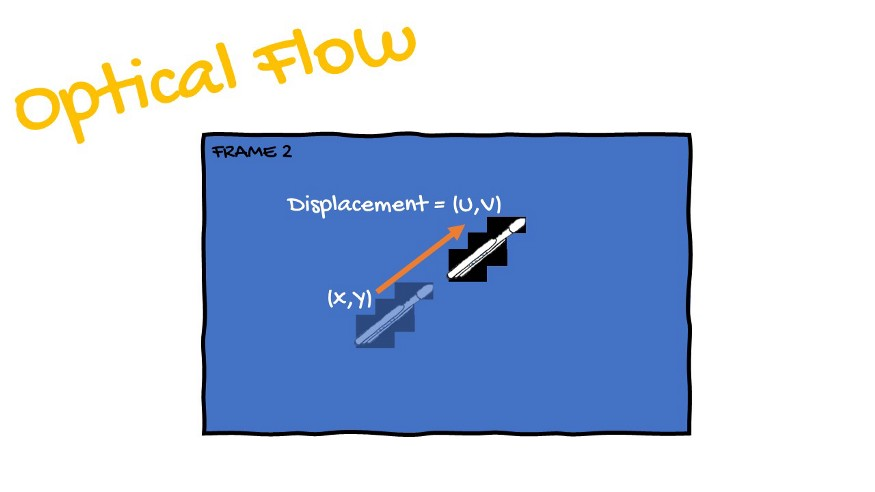 Optical Flow
FRAME 2
Displacement = (U,V)
(X,Y)